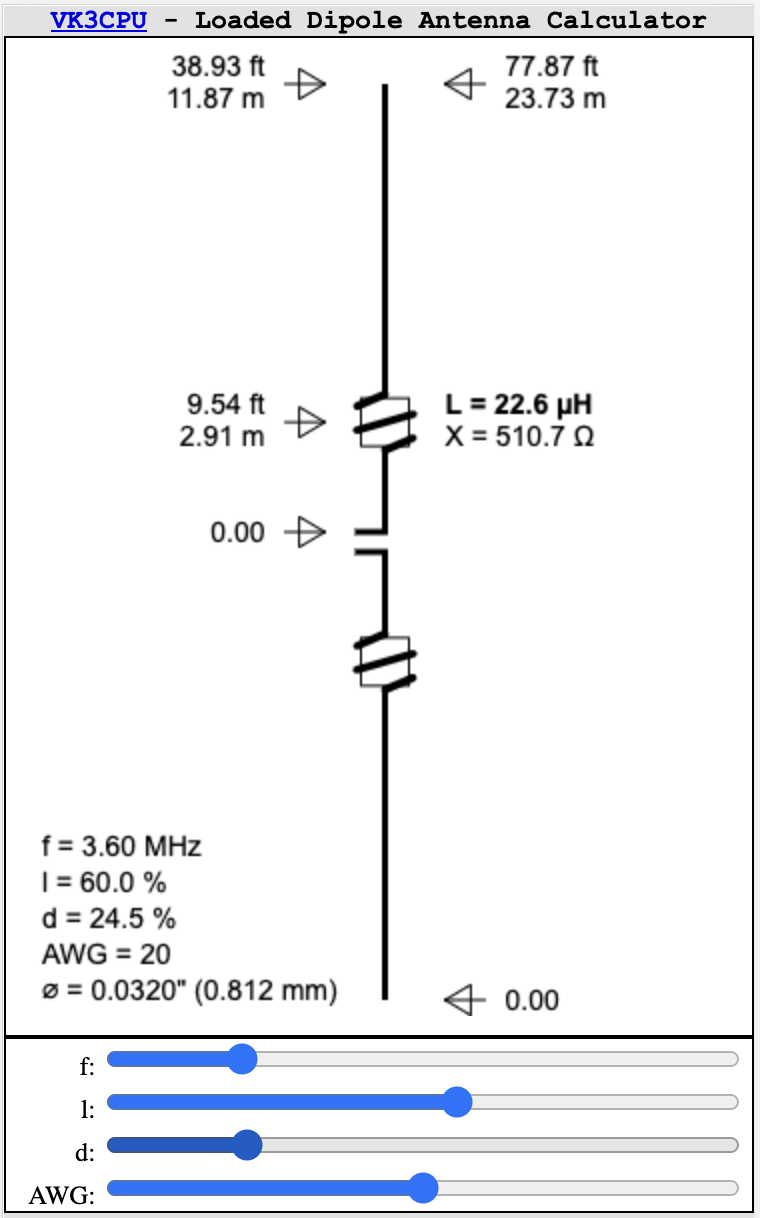 VK3CPU - Loaded Dipole Antenna Calculator
38.93 ft
11.87 m
77.87 ft
23.73 m
9.54 ft
2.91 m
L = 22.6 μH
X = 510.7 Ω
0.00
f = 3.60 MHz
l = 60.0 %
d = 24.5 %
AWG = 20
ø = 0.0320" (0.812 mm)
0.00
f:
l:
d:
AWG: